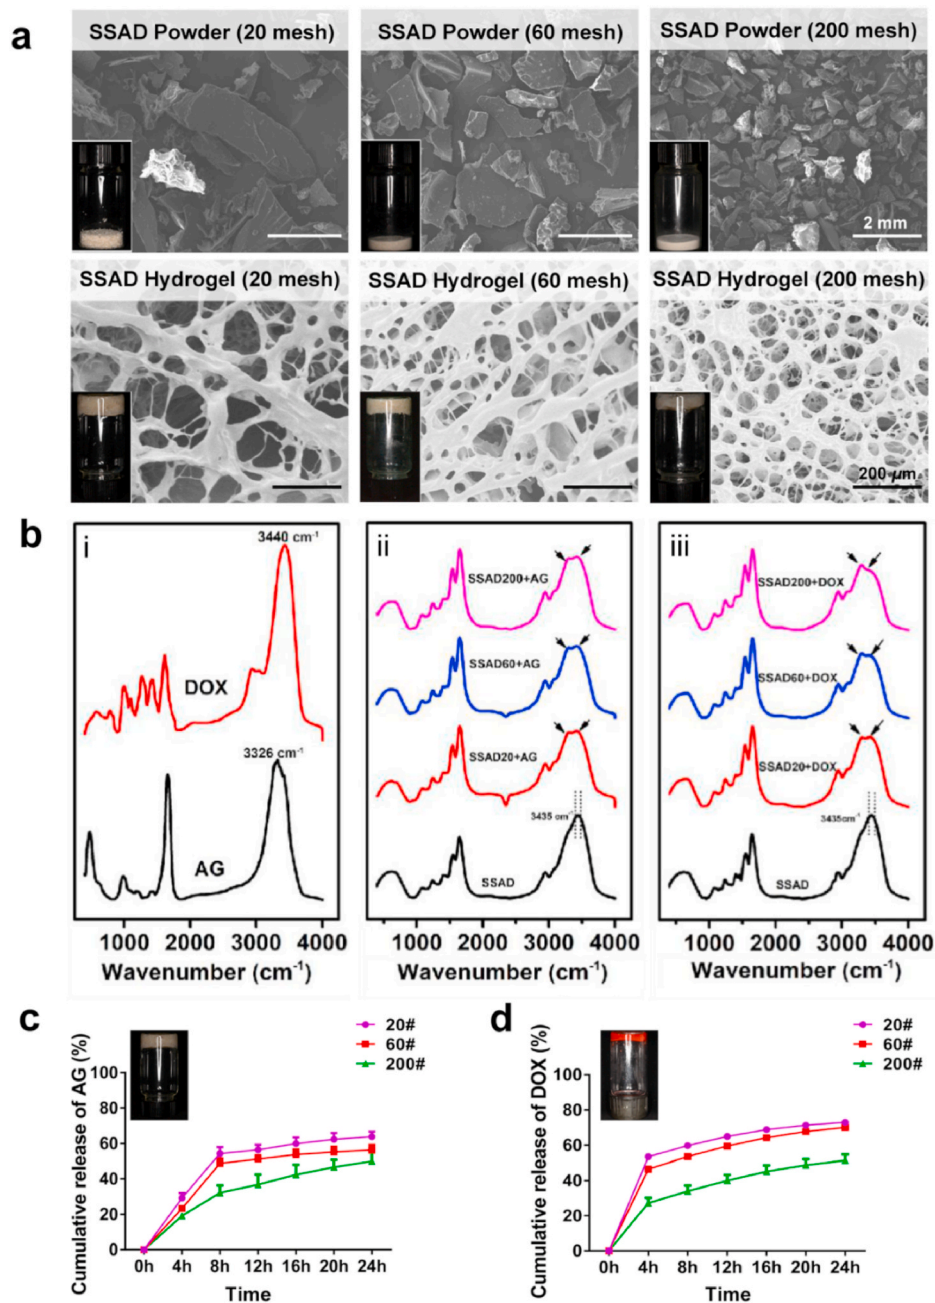 a
SSAD Powder (20 mesh)
SSAD Powder (60 mesh)
SSAD Powder (200 mesh)
2 mm
SSAD Hydrogel (20 mesh)
SSAD Hydrogel (60 mesh)
SSAD Hydrogel (200 mesh)
200 µm
b
i
3440 cm⁻¹
DOX
3326 cm⁻¹
AG
1000 2000 3000 4000
Wavenumber (cm⁻¹)
ii
SSAD200+AG
SSAD60+AG
SSAD20+AG
3435 cm⁻¹
SSAD
1000 2000 3000 4000
Wavenumber (cm⁻¹)
iii
SSAD200+DOX
SSAD60+DOX
SSAD20+DOX
3435cm⁻¹
SSAD
1000 2000 3000 4000
Wavenumber (cm⁻¹)
c
20#
60#
200#
Cumulative release of AG (%)
100
80
60
40
20
0
0h 4h 8h 12h 16h 20h 24h
Time
d
20#
60#
200#
Cumulative release of DOX (%)
100
80
60
40
20
0
0h 4h 8h 12h 16h 20h 24h
Time